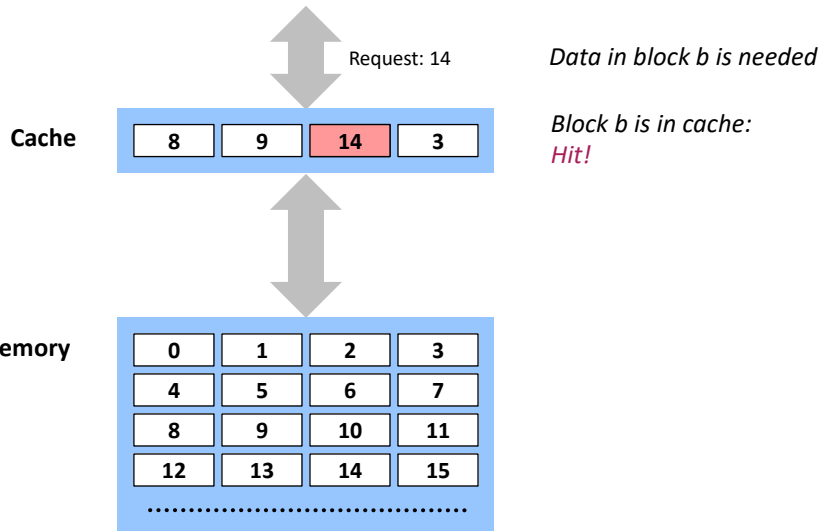 Request: 14
Data in block b is needed
Cache
8 9 14 3
Block b is in cache:
Hit!
emory
0 1 2 3
4 5 6 7
8 9 10 11
12 13 14 15